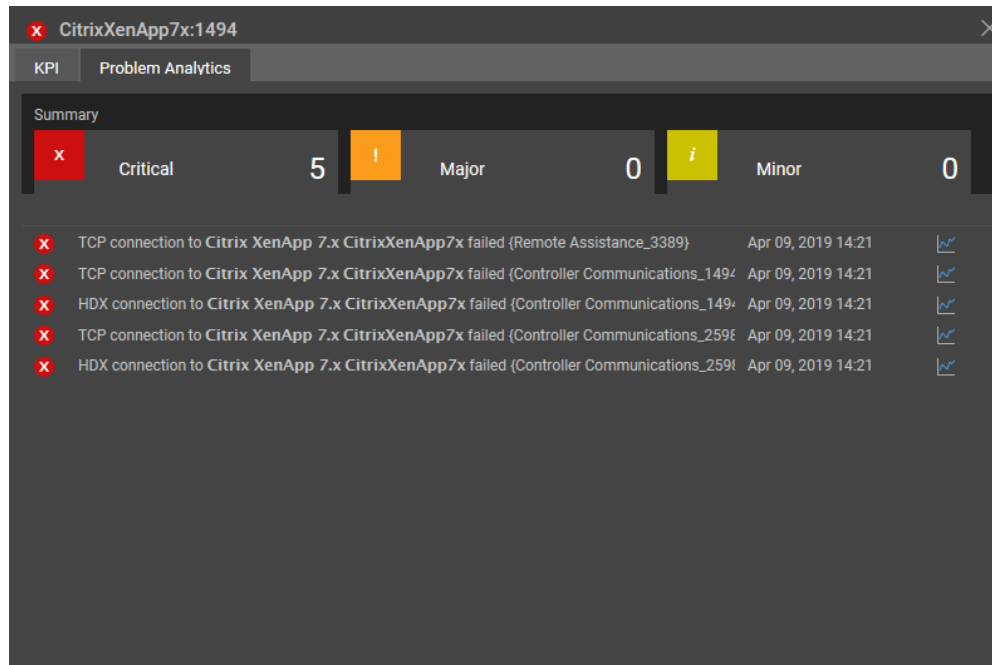 x CitrixXenApp7x:1494
KPI Problem Analytics
Summary
x Critical 5 ! Major 0 i Minor 0
x TCP connection to Citrix XenApp 7.x CitrixXenApp7x failed {Remote Assistance_3389} Apr 09, 2019 14:21
x TCP connection to Citrix XenApp 7.x CitrixXenApp7x failed {Controller Communications_1494 Apr 09, 2019 14:21
x HDX connection to Citrix XenApp 7.x CitrixXenApp7x failed {Controller Communications_149 Apr 09, 2019 14:21
x TCP connection to Citrix XenApp 7.x CitrixXenApp7x failed {Controller Communications_2598 Apr 09, 2019 14:21
x HDX connection to Citrix XenApp 7.x CitrixXenApp7x failed {Controller Communications_259 Apr 09, 2019 14:21